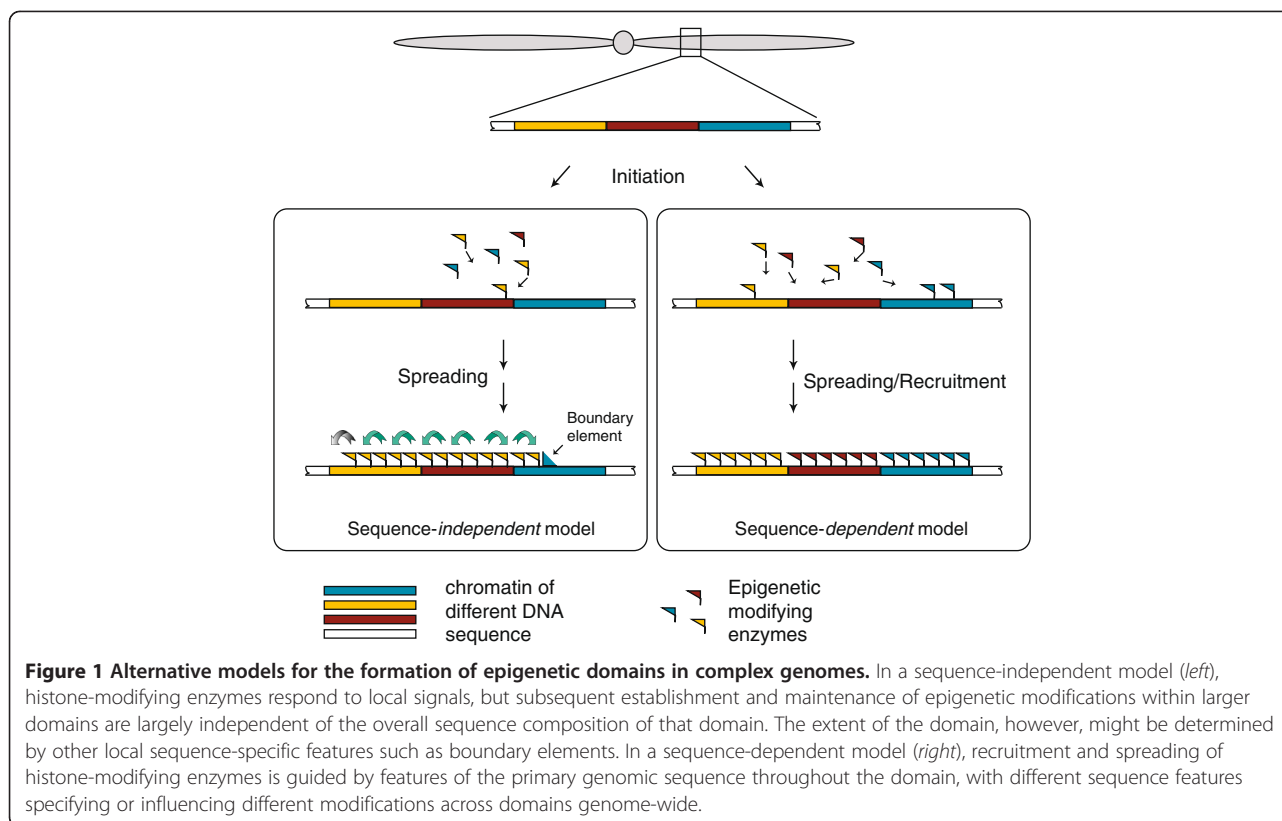 Initiation
Spreading
Boundary
element
Sequence-independent model
Spreading/Recruitment
Sequence-dependent model
chromatin of
different DNA
sequence
Epigenetic
modifying
enzymes
Figure 1 Alternative models for the formation of epigenetic domains in complex genomes. In a sequence-independent model (left),
histone-modifying enzymes respond to local signals, but subsequent establishment and maintenance of epigenetic modifications within larger
domains are largely independent of the overall sequence composition of that domain. The extent of the domain, however, might be determined
by other local sequence-specific features such as boundary elements. In a sequence-dependent model (right), recruitment and spreading of
histone-modifying enzymes is guided by features of the primary genomic sequence throughout the domain, with different sequence features
specifying or influencing different modifications across domains genome-wide.